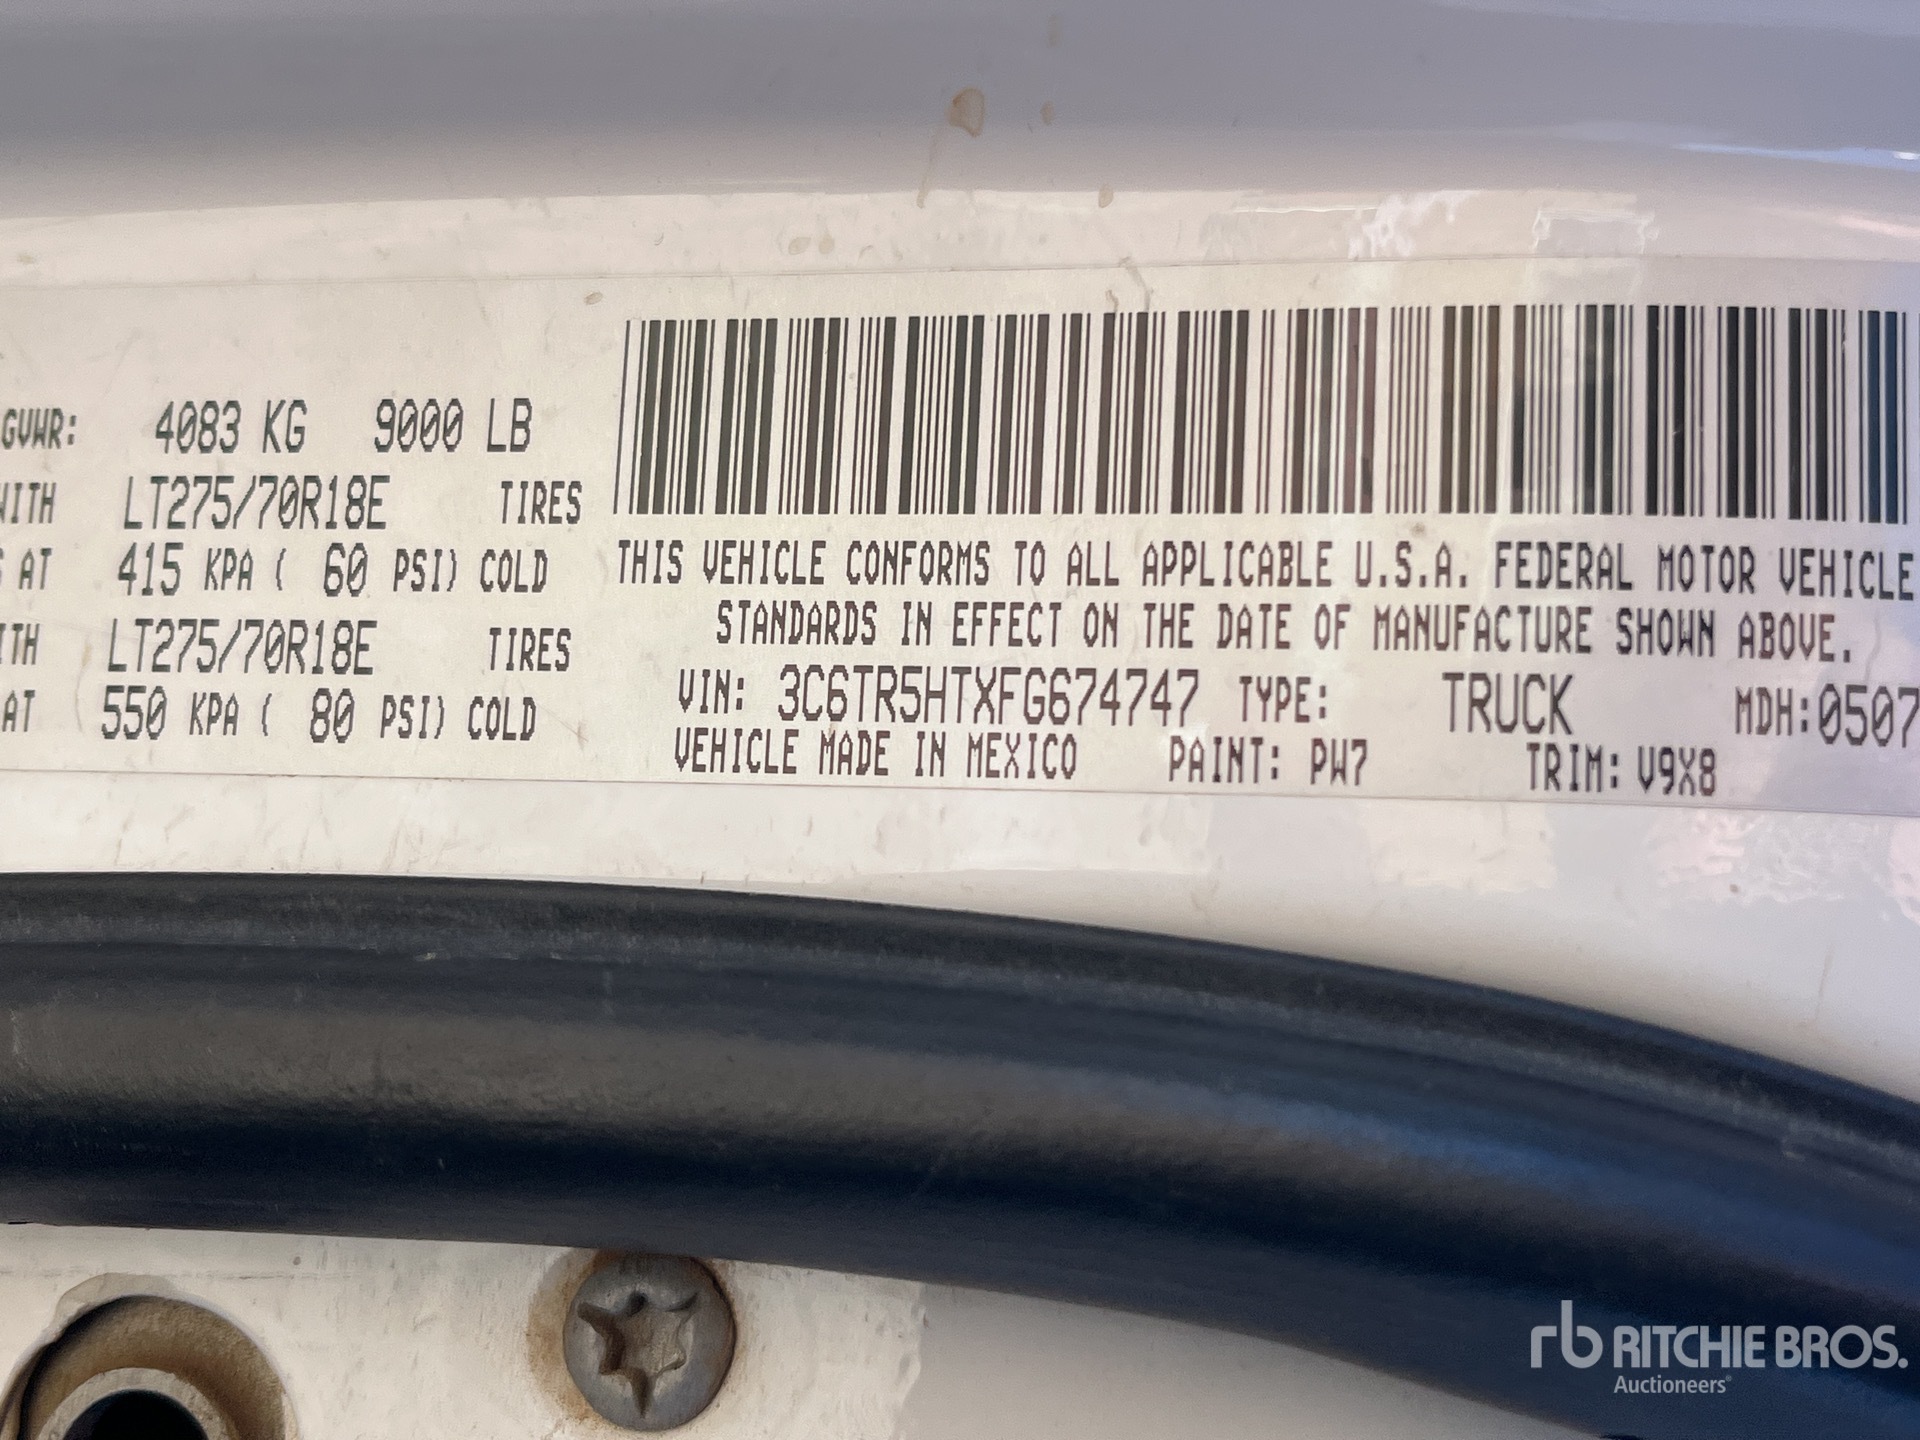 GVWR: 4083 KG 9000 LB
WITH LT275/70R18E TIRES
AT 415 KPA ( 60 PSI) COLD
LT275/70R18E TIRES
AT 550 KPA ( 80 PSI) COLD
THIS VEHICLE CONFORMS TO ALL APPLICABLE U.S.A. FEDERAL MOTOR VEHICLE
STANDARDS IN EFFECT ON THE DATE OF MANUFACTURE SHOWN ABOVE.
VIN: 3C6TR5HTXFG674747 TYPE: TRUCK MDH:0507
VEHICLE MADE IN MEXICO PAINT: PW7 TRIM: V9X8
rb RITCHIE BROS.
Auctioneers